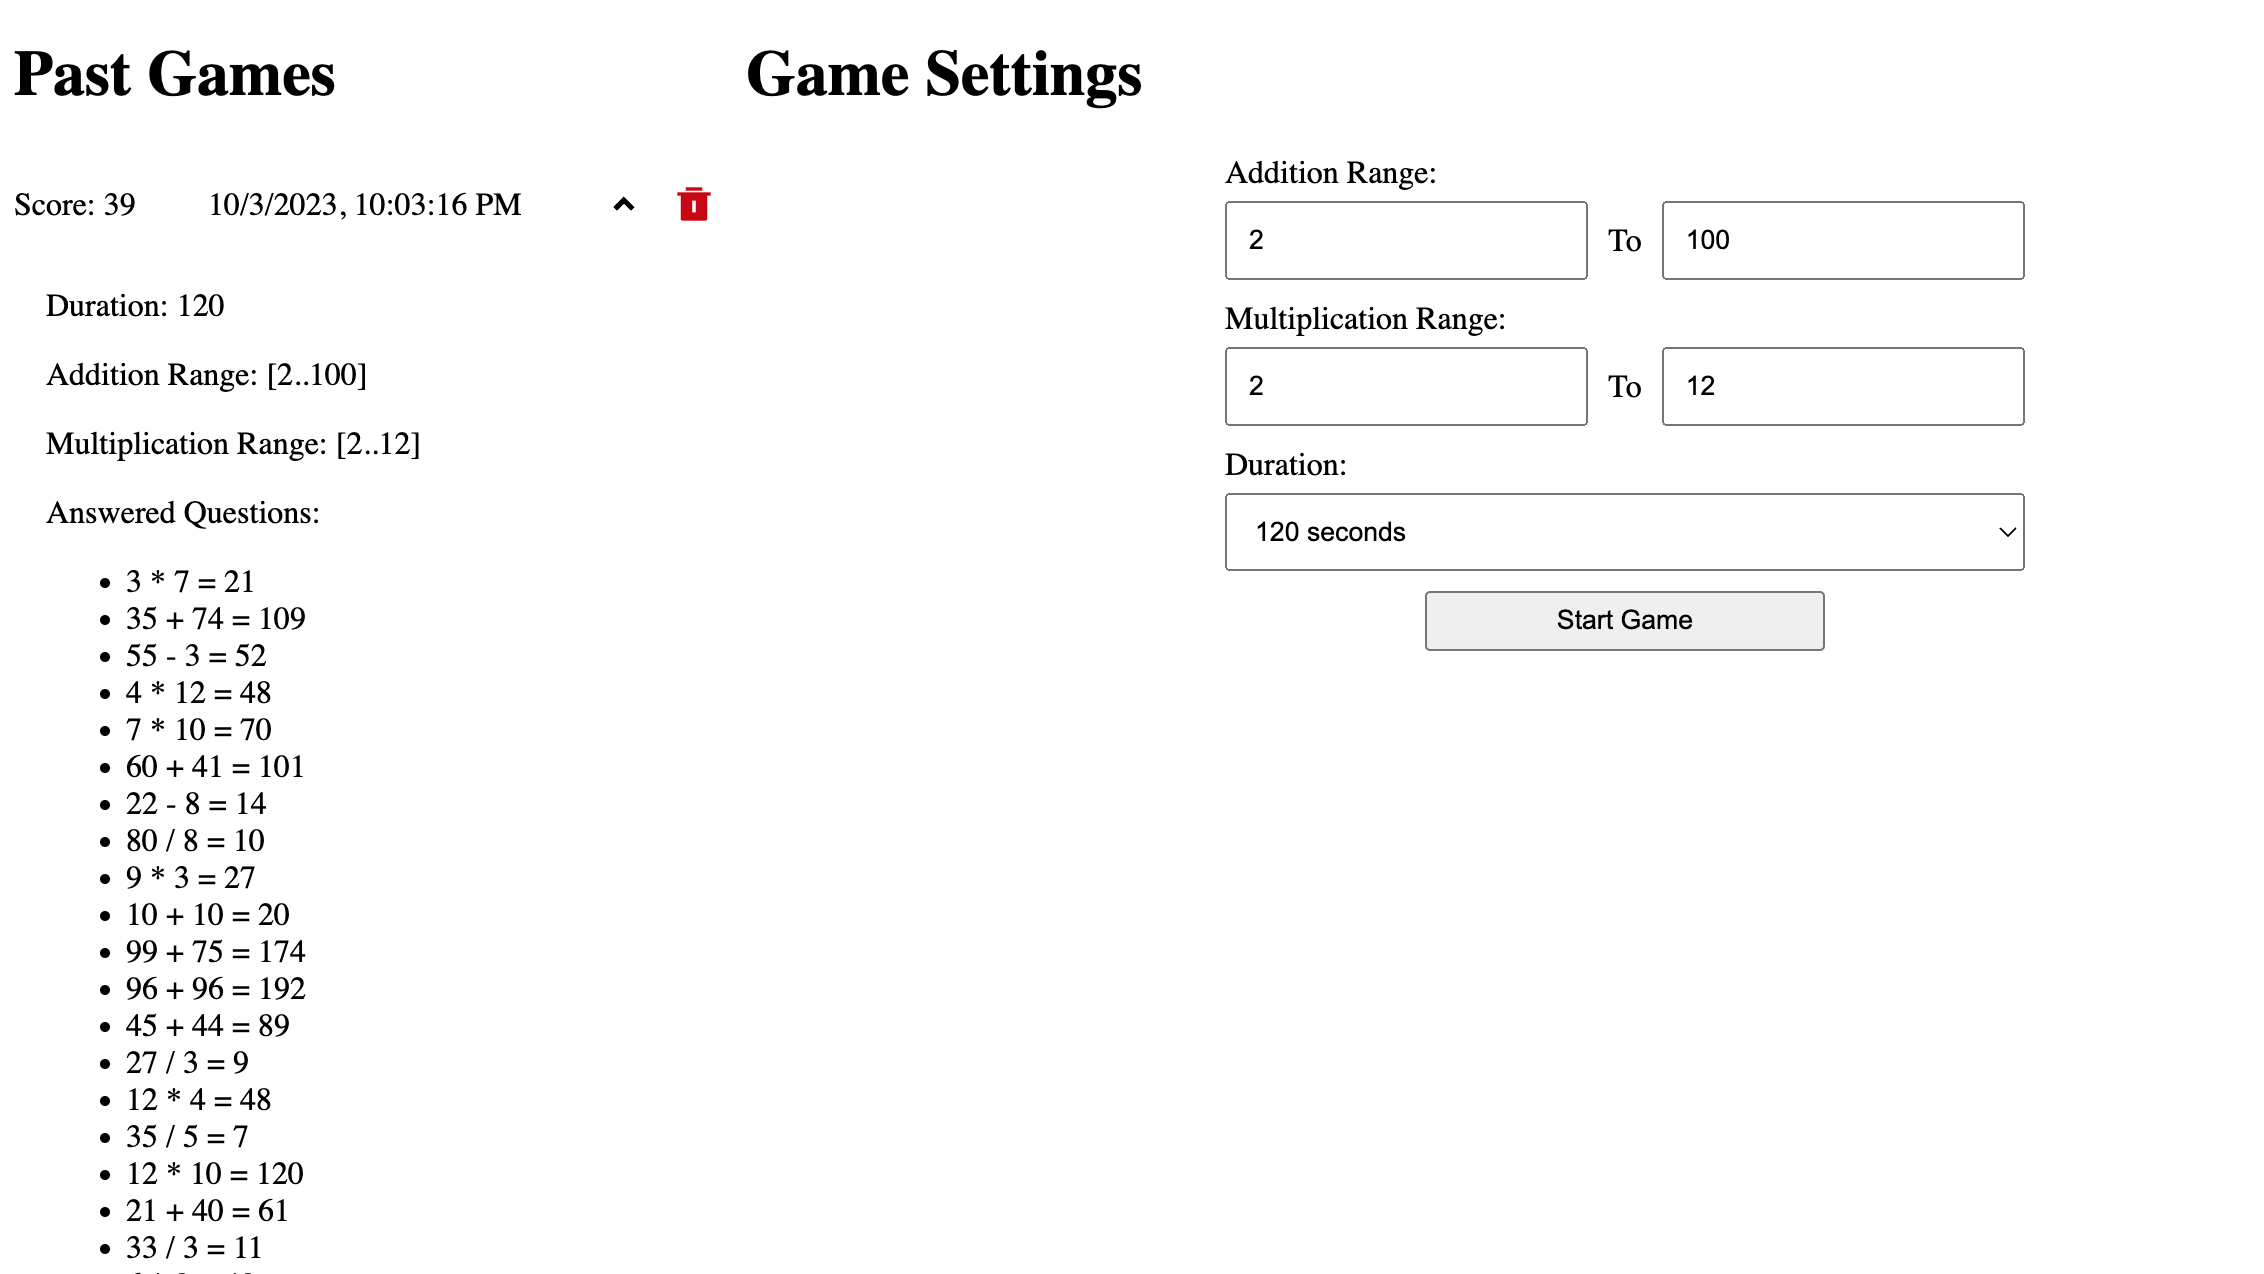 Past Games
Score: 39 10/3/2023, 10:03:16 PM
Duration: 120
Addition Range: [2..100]
Multiplication Range: [2..12]
Answered Questions:
3 * 7 = 21
35 + 74 = 109
55 - 3 = 52
4 * 12 = 48
7 * 10 = 70
60 + 41 = 101
22 - 8 = 14
80 / 8 = 10
9 * 3 = 27
10 + 10 = 20
99 + 75 = 174
96 + 96 = 192
45 + 44 = 89
27 / 3 = 9
12 * 4 = 48
35 / 5 = 7
12 * 10 = 120
21 + 40 = 61
33 / 3 = 11
Game Settings
Addition Range:
2 To 100
Multiplication Range:
2 To 12
Duration:
120 seconds
Start Game